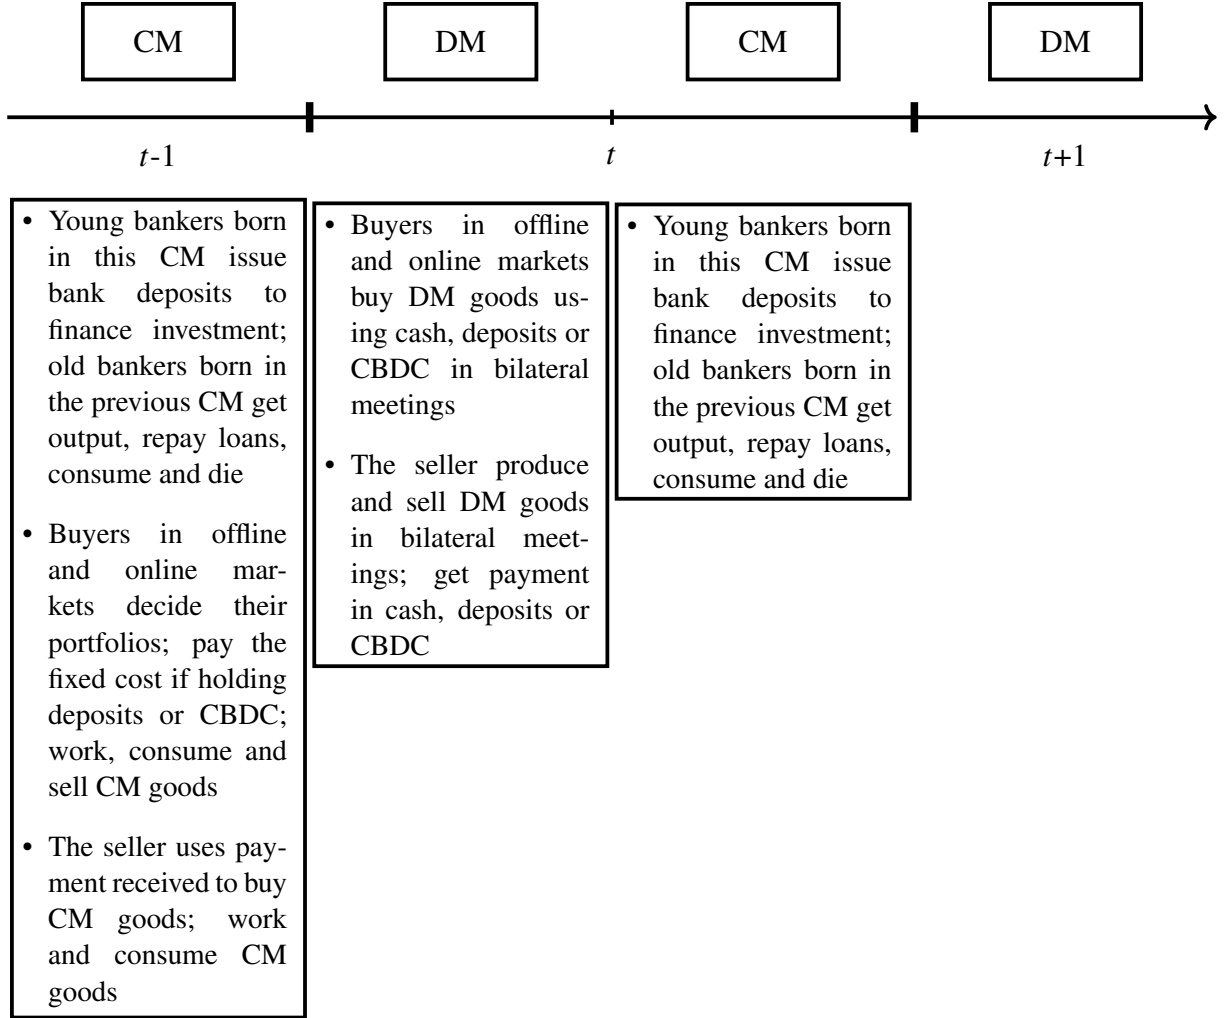 CM
DM
CM
DM
t-1
t
t+1
• Young bankers born
in this CM issue
bank deposits to
finance investment;
old bankers born in
the previous CM get
output, repay loans,
consume and die
• Buyers in offline
and online mar-
kets decide their
portfolios; pay the
fixed cost if holding
deposits or CBDC;
work, consume and
sell CM goods
• The seller uses pay-
ment received to buy
CM goods; work
and consume CM
goods
• Buyers in offline
and online markets
buy DM goods us-
ing cash, deposits or
CBDC in bilateral
meetings
• The seller produce
and sell DM goods
in bilateral meet-
ings; get payment
in cash, deposits or
CBDC
• Young bankers born
in this CM issue
bank deposits to
finance investment;
old bankers born in
the previous CM get
output, repay loans,
consume and die